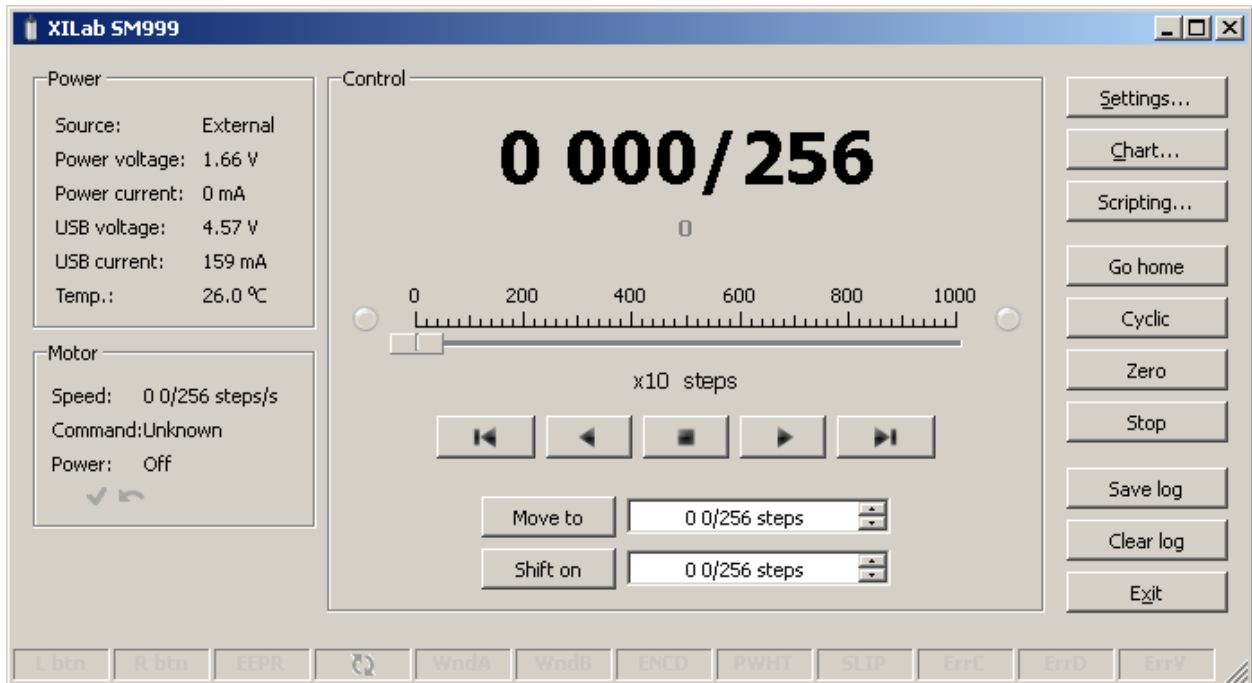 XILab SM999
Power
Source: External
Power voltage: 1.66 V
Power current: 0 mA
USB voltage: 4.57 V
USB current: 159 mA
Temp.: 26.0 ºC
Motor
Speed: 0 0/256 steps/s
Command:Unknown
Power: Off
Control
0 000/256
0
0 200 400 600 800 1000
x10 steps
Move to 0 0/256 steps
Shift on 0 0/256 steps
Settings...
Chart...
Scripting...
Go home
Cyclic
Zero
Stop
Save log
Clear log
Exit
L btn R btn EEPR WndA WndB ENCD PWHT SLIP ErrC ErrD ErrV